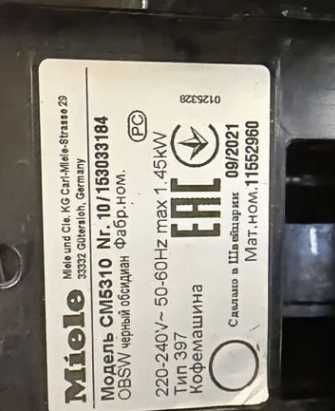 Miele
Miele und Cie. KG Carl-Miele-Strasse 29
33332 Gütersloh, Germany
Модель CM5310 Nr. 10/153033184
OBSW черный обсидиан Фабр.ном.
PC
220-240V~ 50-60Hz max 1.45kW
Тип 397
Кофемашина
EAC
Сделано в Швейцарии 09/2021
Мат.ном.11552960
0125328